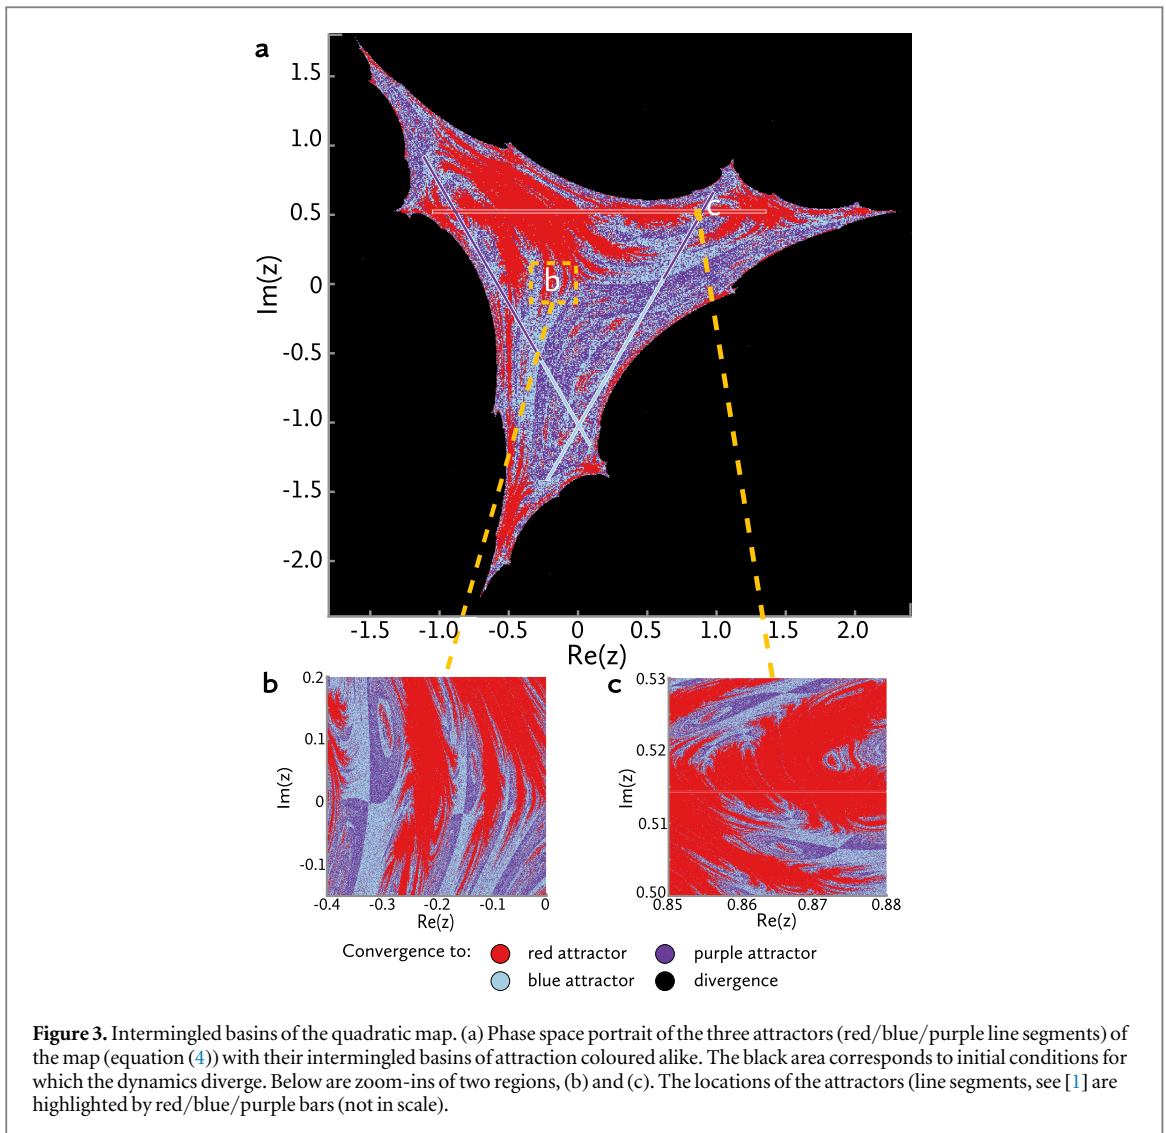 a
1.5
1.0
0.5
0
-0.5
-1.0
-1.5
-2.0
Im(z)
c
b
-1.5 -1.0 -0.5 0 0.5 1.0 1.5 2.0
Re(z)
b
0.2
0.1
0
-0.1
Im(z)
-0.4 -0.3 -0.2 -0.1 0
Re(z)
c
0.53
0.52
0.51
0.50
Im(z)
0.85 0.86 0.87 0.88
Re(z)
Convergence to: red attractor purple attractor
blue attractor divergence
Figure 3. Intermingled basins of the quadratic map. (a) Phase space portrait of the three attractors (red/blue/purple line segments) of
the map (equation (4)) with their intermingled basins of attraction coloured alike. The black area corresponds to initial conditions for
which the dynamics diverge. Below are zoom-ins of two regions, (b) and (c). The locations of the attractors (line segments, see [1] are
highlighted by red/blue/purple bars (not in scale).